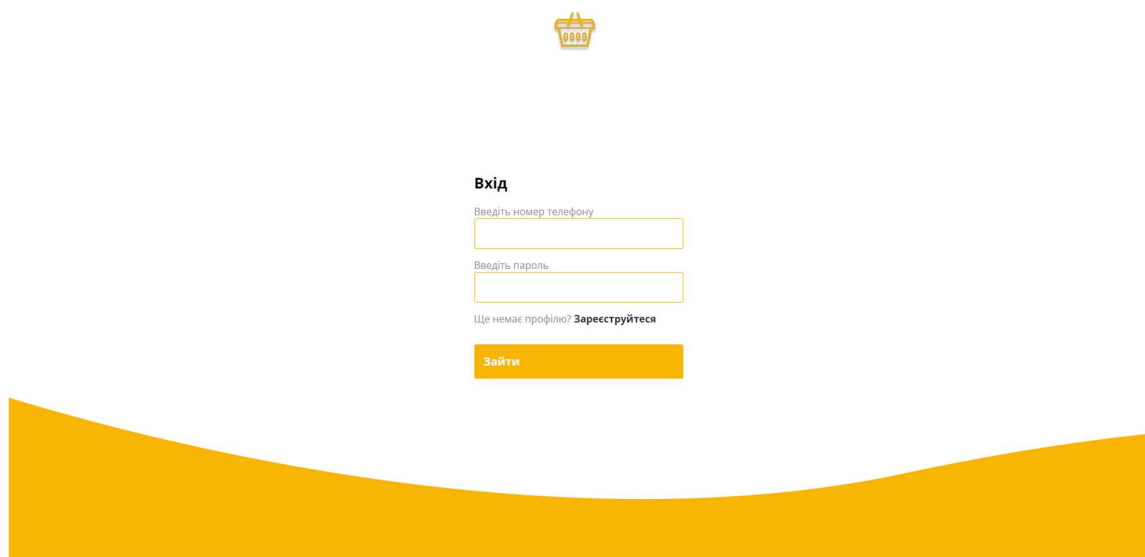 Вхід
Введіть номер телефону
Введіть пароль
Ще немає профілю? Зареєструйтеся
Зайти